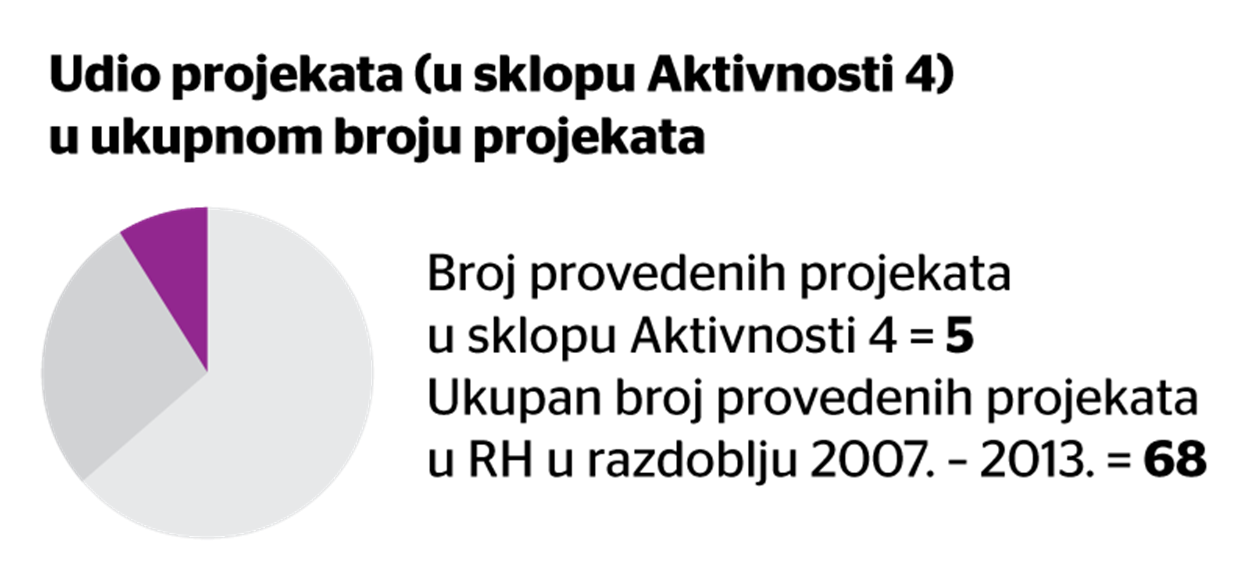 Udio projekata (u sklopu Aktivnosti 4)
u ukupnom broju projekata
Broj provedenih projekata
u sklopu Aktivnosti 4 = 5
Ukupan broj provedenih projekata
u RH u razdoblju 2007. – 2013. = 68